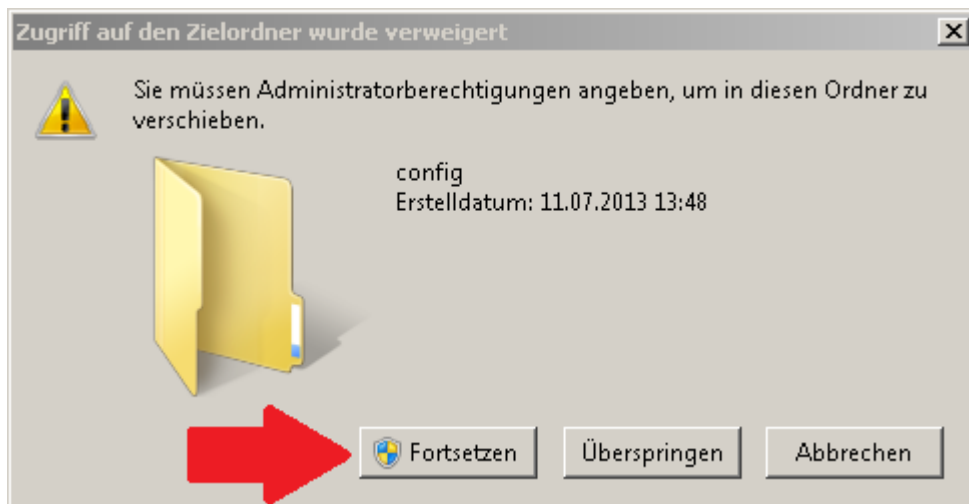 Zugriff auf den Zielordner wurde verweigert
Sie müssen Administratorberechtigungen angeben, um in diesen Ordner zu
verschieben.
config
Erstelldatum: 11.07.2013 13:48
Fortsetzen Überspringen Abbrechen